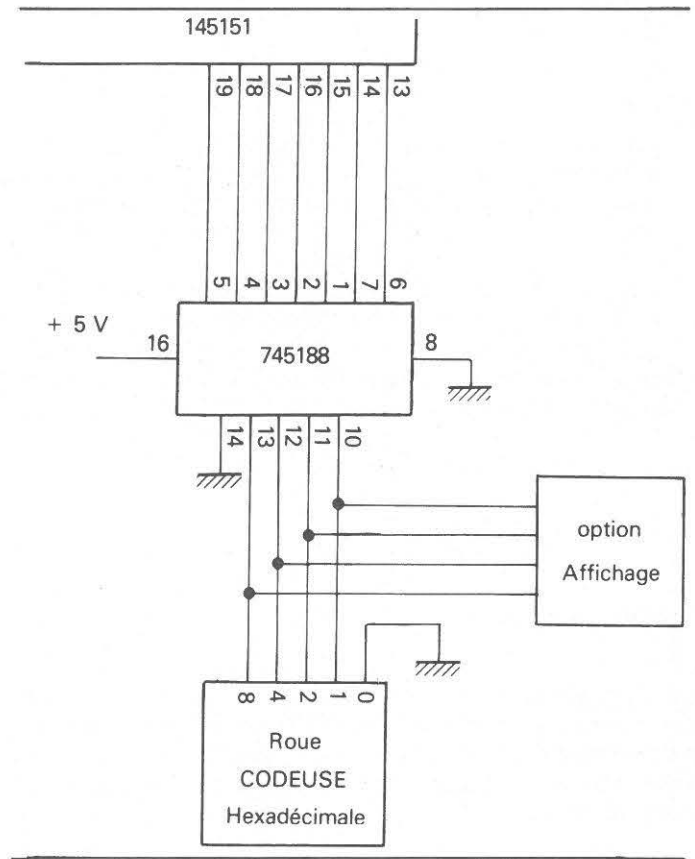 145151
19 18 17 16 15 14 13
5 4 3 2 1 7 6
+ 5 V
16
745188
8
14 13 12 11 10
option
Affichage
8 4 2 1 0
Roue
CODEUSE
Hexadécimale